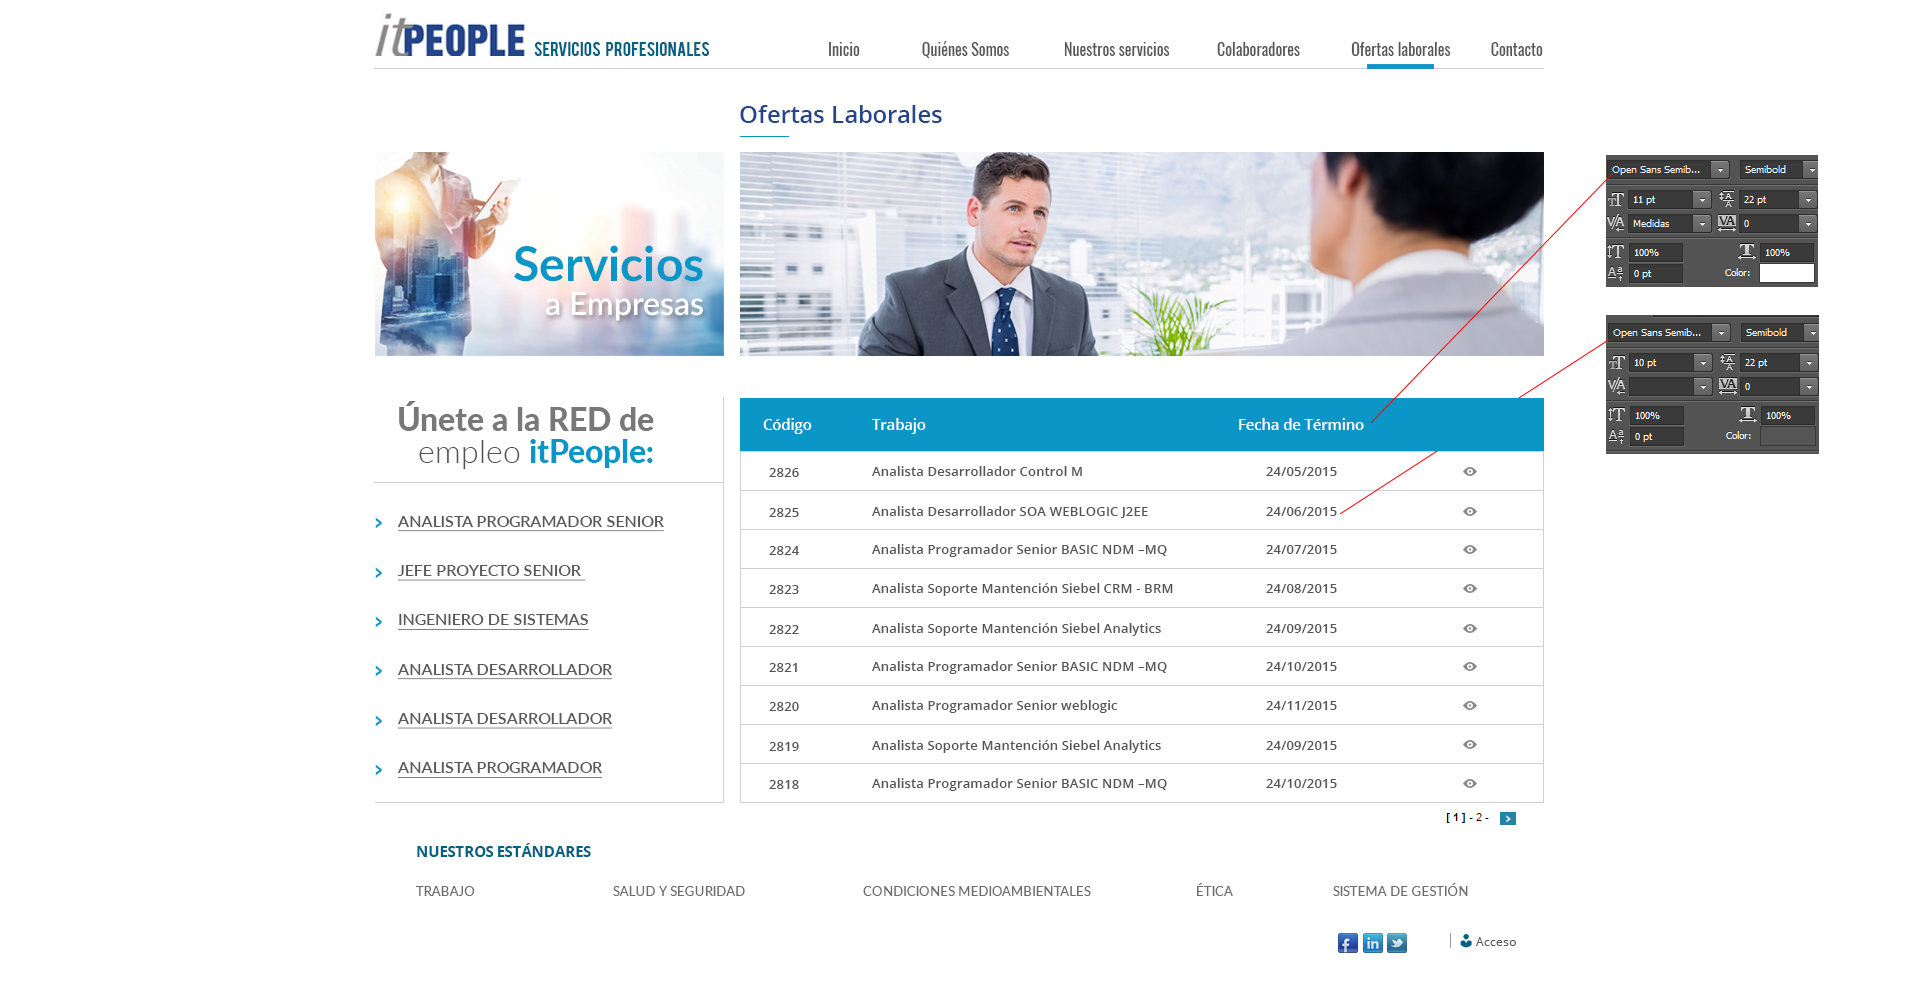 itPEOPLE SERVICIOS PROFESIONALES
Inicio Quiénes Somos Nuestros servicios Colaboradores Ofertas laborales Contacto
Ofertas Laborales
Servicios
a Empresas
Únete a la RED de
empleo itPeople:
ANALISTA PROGRAMADOR SENIOR
JEFE PROYECTO SENIOR
INGENIERO DE SISTEMAS
ANALISTA DESARROLLADOR
ANALISTA DESARROLLADOR
ANALISTA PROGRAMADOR
Código Trabajo Fecha de Término
2826 Analista Desarrollador Control M 24/05/2015
2825 Analista Desarrollador SOA WEBLOGIC J2EE 24/06/2015
2824 Analista Programador Senior BASIC NDM –MQ 24/07/2015
2823 Analista Soporte Mantención Siebel CRM - BRM 24/08/2015
2822 Analista Soporte Mantención Siebel Analytics 24/09/2015
2821 Analista Programador Senior BASIC NDM –MQ 24/10/2015
2820 Analista Programador Senior weblogic 24/11/2015
2819 Analista Soporte Mantención Siebel Analytics 24/09/2015
2818 Analista Programador Senior BASIC NDM –MQ 24/10/2015
[ 1 ] - 2 -
Open Sans Semib... Semibold
11 pt 22 pt
Medidas 0
100% 100%
0 pt Color:
Open Sans Semib... Semibold
10 pt 22 pt
0
100% 100%
0 pt Color:
NUESTROS ESTÁNDARES
TRABAJO SALUD Y SEGURIDAD CONDICIONES MEDIOAMBIENTALES ÉTICA SISTEMA DE GESTIÓN
Acceso